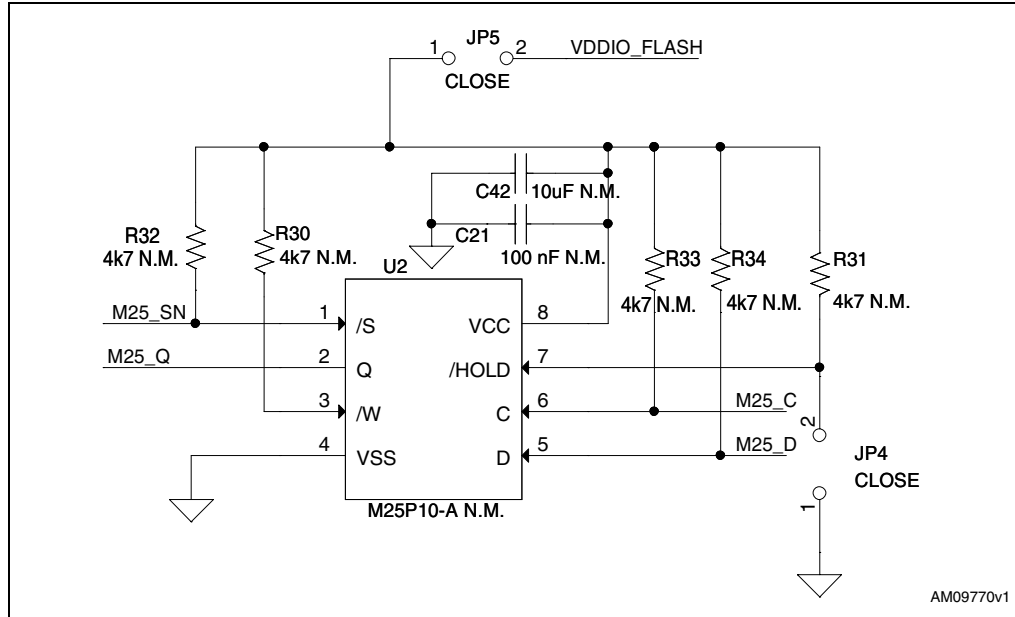 JP5
1 2 VDDIO_FLASH
CLOSE
C42 10uF N.M.
R32 R30
4k7 N.M. 4k7 N.M.
C21
100 nF N.M.
R33 R34 R31
4k7 N.M. 4k7 N.M. 4k7 N.M.
U2
M25_SN 1 /S VCC 8
M25_Q 2 Q /HOLD 7
3 /W C 6 M25_C
4 VSS D 5 M25_D
M25P10-A N.M.
2
JP4
CLOSE
1
AM09770v1